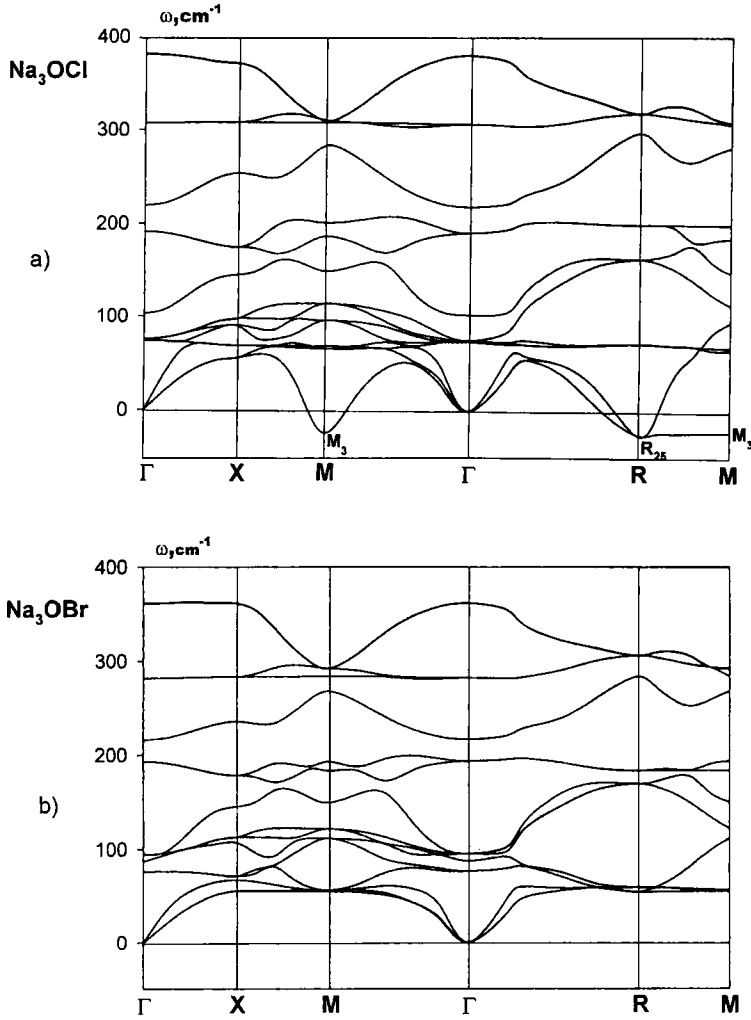 ω,cm⁻¹
Na₃OCl
a)
400
300
200
100
0
M₃
R₂₅
M₃
Γ X M Γ R M
ω,cm⁻¹
Na₃OBr
b)
400
300
200
100
0
Γ X M Γ R M